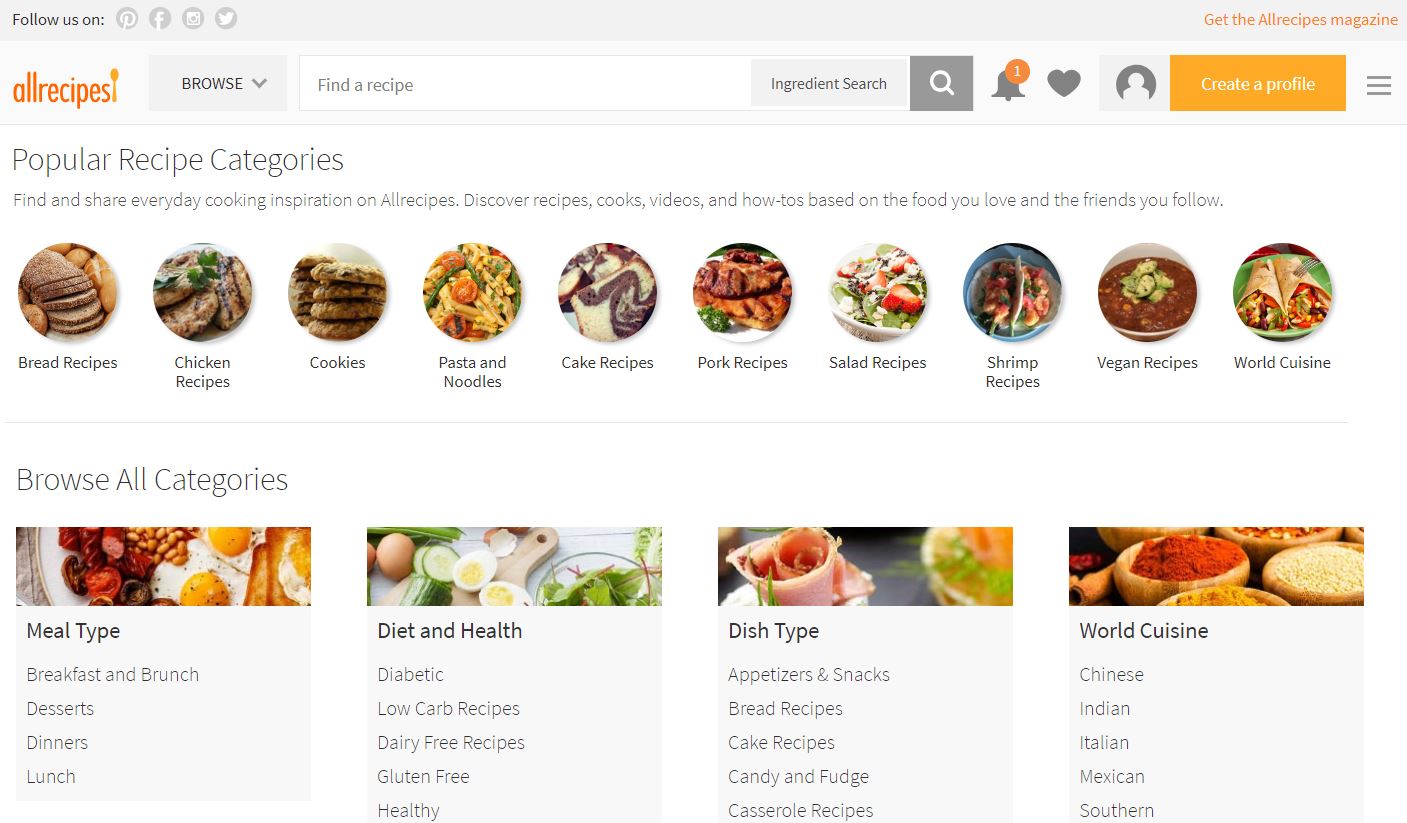 Follow us on:
Get the Allrecipes magazine
allrecipes
BROWSE
Find a recipe
Ingredient Search
1
Create a profile
Popular Recipe Categories
Find and share everyday cooking inspiration on Allrecipes. Discover recipes, cooks, videos, and how-tos based on the food you love and the friends you follow.
Bread Recipes
Chicken
Recipes
Cookies
Pasta and
Noodles
Cake Recipes
Pork Recipes
Salad Recipes
Shrimp
Recipes
Vegan Recipes
World Cuisine
Browse All Categories
Meal Type
Breakfast and Brunch
Desserts
Dinners
Lunch
Diet and Health
Diabetic
Low Carb Recipes
Dairy Free Recipes
Gluten Free
Healthy
Dish Type
Appetizers & Snacks
Bread Recipes
Cake Recipes
Candy and Fudge
Casserole Recipes
World Cuisine
Chinese
Indian
Italian
Mexican
Southern